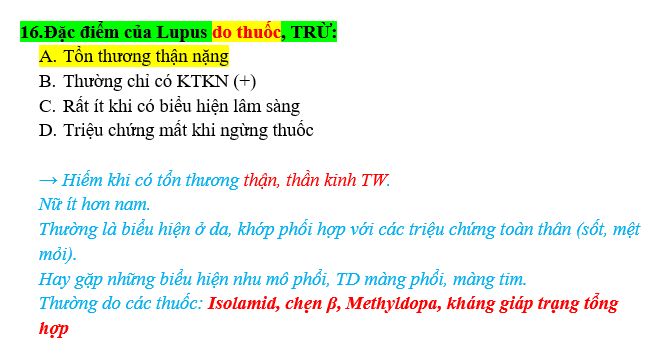 16.Đặc điểm của Lupus do thuốc, TRỪ:
A. Tổn thương thận nặng
B. Thường chỉ có KTKN (+)
C. Rất ít khi có biểu hiện lâm sàng
D. Triệu chứng mất khi ngừng thuốc
→ Hiếm khi có tổn thương thận, thần kinh TW.
Nữ ít hơn nam.
Thường là biểu hiện ở da, khớp phối hợp với các triệu chứng toàn thân (sốt, mệt
mỏi).
Hay gặp những biểu hiện nhu mô phổi, TD màng phổi, màng tim.
Thường do các thuốc: Isolamid, chẹn β, Methyldopa, kháng giáp trạng tổng
hợp